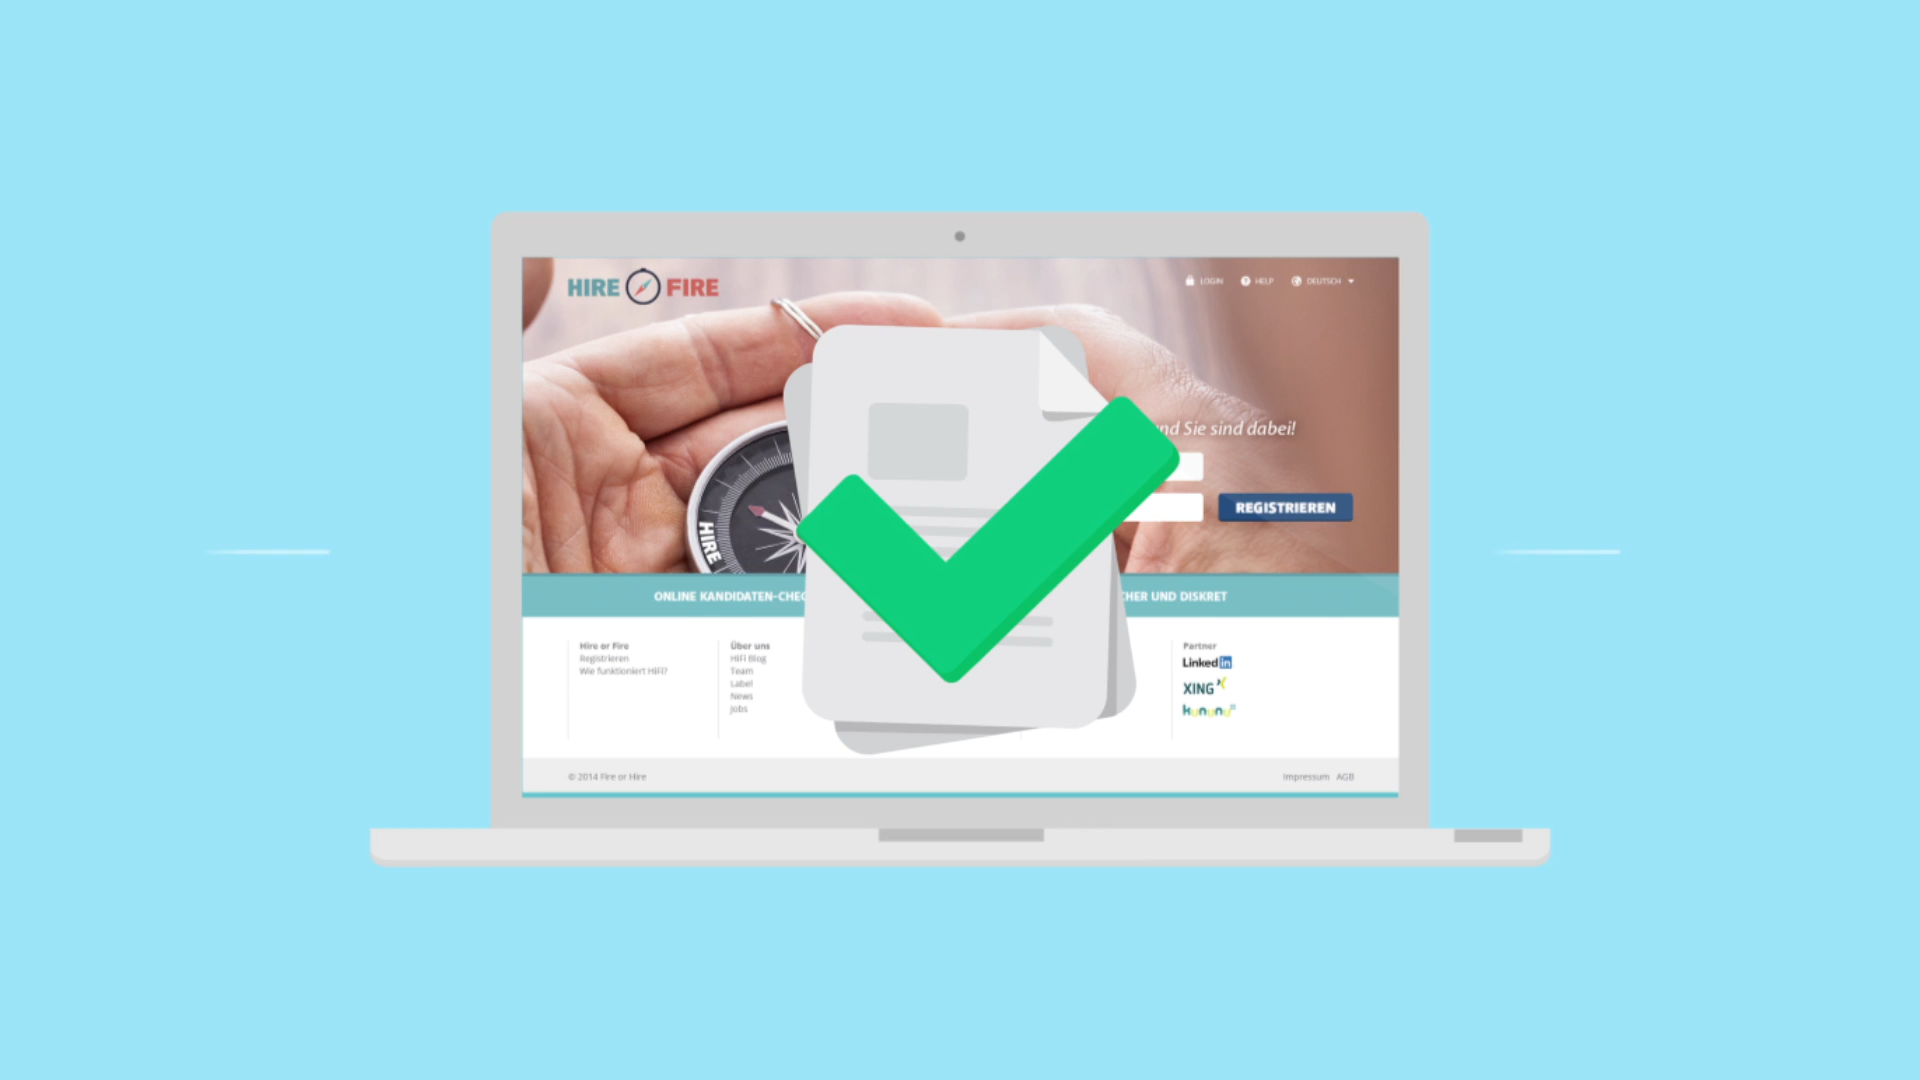 HIRE FIRE
LOGIN HELP DEUTSCH
nd Sie sind dabei!
REGISTRIEREN
HIRE
ONLINE KANDIDATEN-CHEC
CHER UND DISKRET
Hire or Fire
Registrieren
Wie funktioniert HiFi?
Über uns
HiFi Blog
Team
Label
News
Jobs
Partner
Linked in
XING
kununu
© 2014 Fire or Hire
Impressum AGB